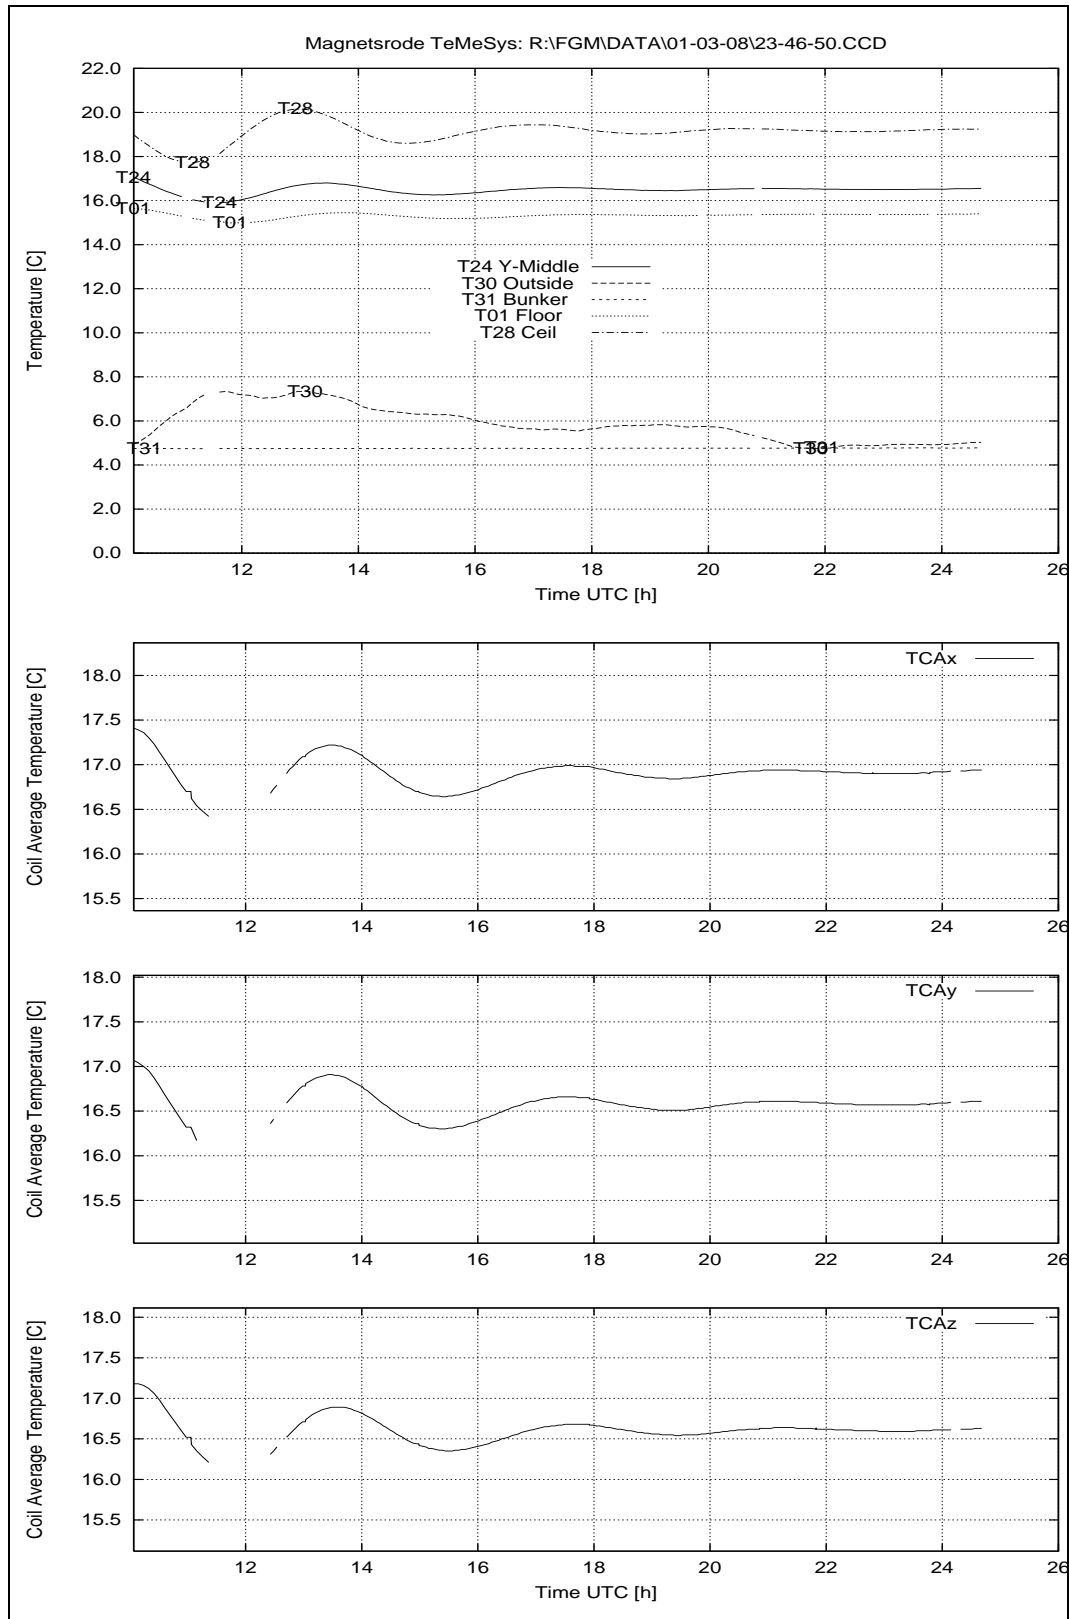 Magnetsrode TeMeSys: R:\FGM\DATA\01-03-08\23-46-50.CCD
Temperature [C]
22.0
20.0
18.0
16.0
14.0
12.0
10.0
8.0
6.0
4.0
2.0
0.0
T28
T28
T24
T24
T01
T01
T24 Y-Middle
T30 Outside
T31 Bunker
T01 Floor
T28 Ceil
T30
T31
T30
T31
12 14 16 18 20 22 24 26
Time UTC [h]
Coil Average Temperature [C]
TCAx
18.0
17.5
17.0
16.5
16.0
15.5
12 14 16 18 20 22 24 26
Coil Average Temperature [C]
TCAy
18.0
17.5
17.0
16.5
16.0
15.5
12 14 16 18 20 22 24 26
Coil Average Temperature [C]
TCAz
18.0
17.5
17.0
16.5
16.0
15.5
12 14 16 18 20 22 24 26
Time UTC [h]